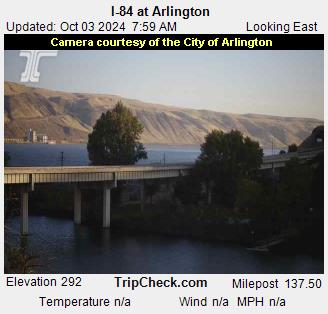 I-84 at Arlington
Updated: Oct 03 2024 7:59 AM Looking East
Camera courtesy of the City of Arlington
Elevation 292 TripCheck.com Milepost 137.50
Temperature n/a Wind n/a MPH n/a